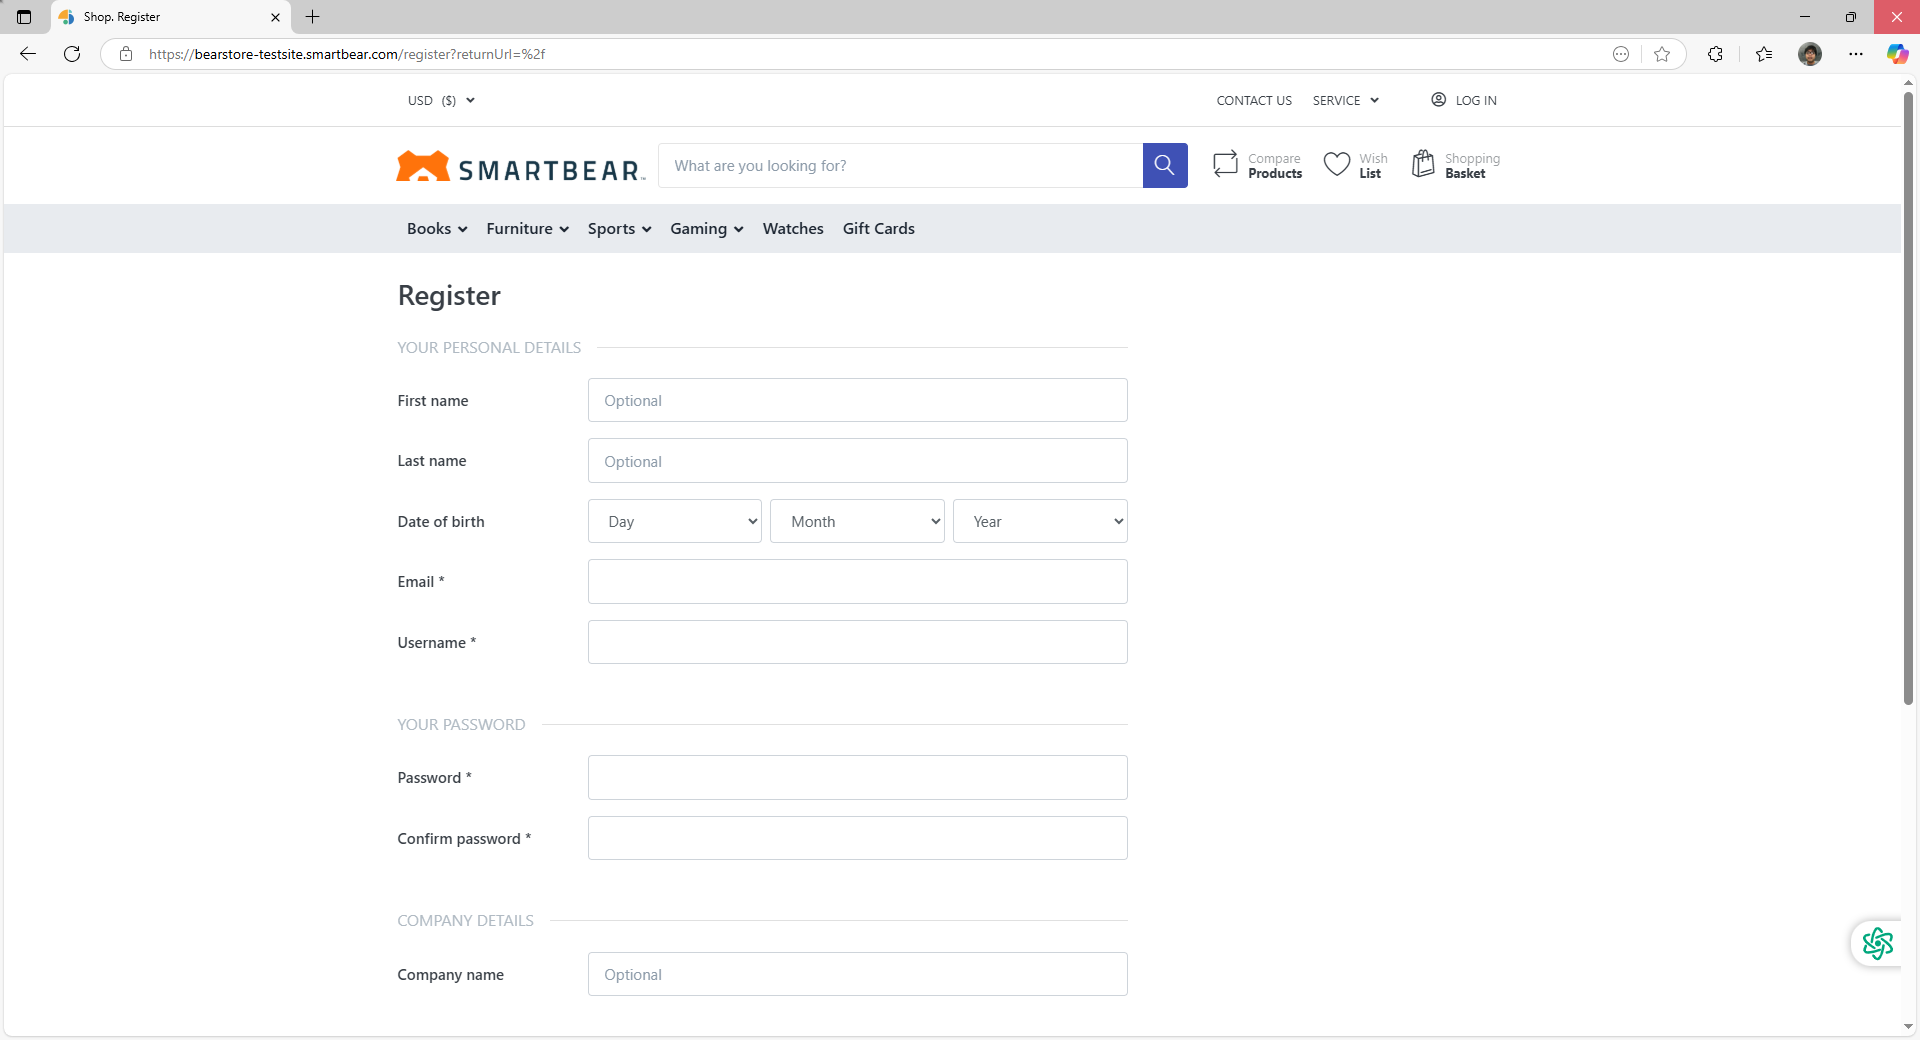 Shop. Register
https://bearstore-testsite.smartbear.com/register?returnUrl=%2f
USD ($)
CONTACT US SERVICE LOG IN
SMARTBEAR™ What are you looking for? Compare Products Wish List Shopping Basket
Books Furniture Sports Gaming Watches Gift Cards
Register
YOUR PERSONAL DETAILS
First name Optional
Last name Optional
Date of birth Day Month Year
Email *
Username *
YOUR PASSWORD
Password *
Confirm password *
COMPANY DETAILS
Company name Optional